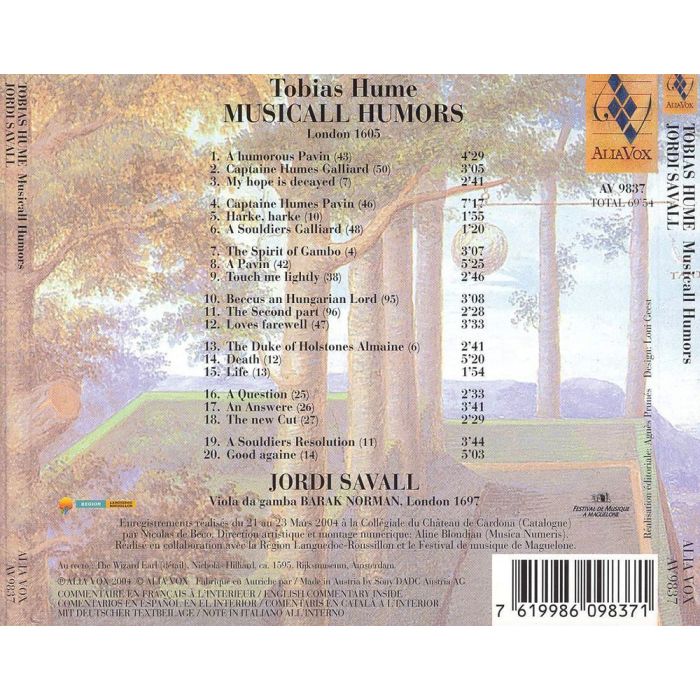 TOBIAS HUME Musicall Humors
JORDI SAVALL
ALIA VOX
AV 9837
Tobias Hume
MUSICALL HUMORS
London 1605
1. A humorous Pavin (43) 4'29
2. Captaine Humes Galliard (50) 3'05
3. My hope is decayed (7) 2'41
4. Captaine Humes Pavin (46) 7'17
5. Harke, harke (10) 1'55
6. A Souldiers Galliard (48) 1'20
7. The Spirit of Gambo (4) 3'07
8. A Pavin (42) 5'25
9. Touch me lightly (38) 2'46
10. Beccus an Hungarian Lord (95) 3'08
11. The Second part (96) 2'28
12. Loves farewell (47) 3'33
13. The Duke of Holstones Almaine (6) 2'41
14. Death (12) 5'20
15. Life (13) 1'54
16. A Question (25) 2'33
17. An Answere (26) 3'41
18. The new Cut (27) 2'29
19. A Souldiers Resolution (11) 3'44
20. Good againe (14) 5'03
JORDI SAVALL
Viola da gamba BARAK NORMAN, London 1697
ALIAVOX
AV 9837
TOTAL 69'54
REGION
LANGUEDOC
ROUSSILLON
FESTIVAL DE MUSIQUE
A MAGUELONE
Enregistrements réalisés du 21 au 23 Mars 2004 à la Collégiale du Château de Cardona (Catalogne)
par Nicolas de Beco. Direction artistique et montage numérique: Aline Blondiau (Musica Numeris).
Réalisé en collaboration avec la Région Languedoc-Roussillon et le Festival de musique de Maguelone.
Au recto: The Wizard Earl (détail), Nicholas Hilliard, ca. 1595. Rijksmuseum, Amsterdam.
℗ ALIA VOX 2004 © ALIA VOX Fabriqué en Autriche par / Made in Austria by Sony DADC Austria AG
COMMENTAIRE EN FRANÇAIS À L'INTERIEUR / ENGLISH COMMENTARY INSIDE
COMENTARIOS EN ESPAÑOL EN EL INTERIOR / COMENTARIS EN CATALÀ A L'INTERIOR
MIT DEUTSCHER TEXTBEILAGE / NOTE IN ITALIANO ALL'INTERNO
7 619986 098371
Réalisation éditoriale: Agnès Prunés Design: Loni Geest
TOBIAS HUME Musicall Humors
JORDI SAVALL
ALIA VOX
AV 9837